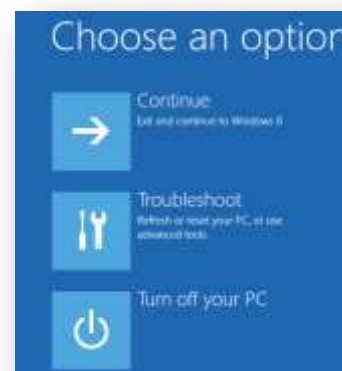 Choose an option
Continue
Exit and continue to Windows 8
Troubleshoot
Refresh or reset your PC, or use
advanced tools
Turn off your PC